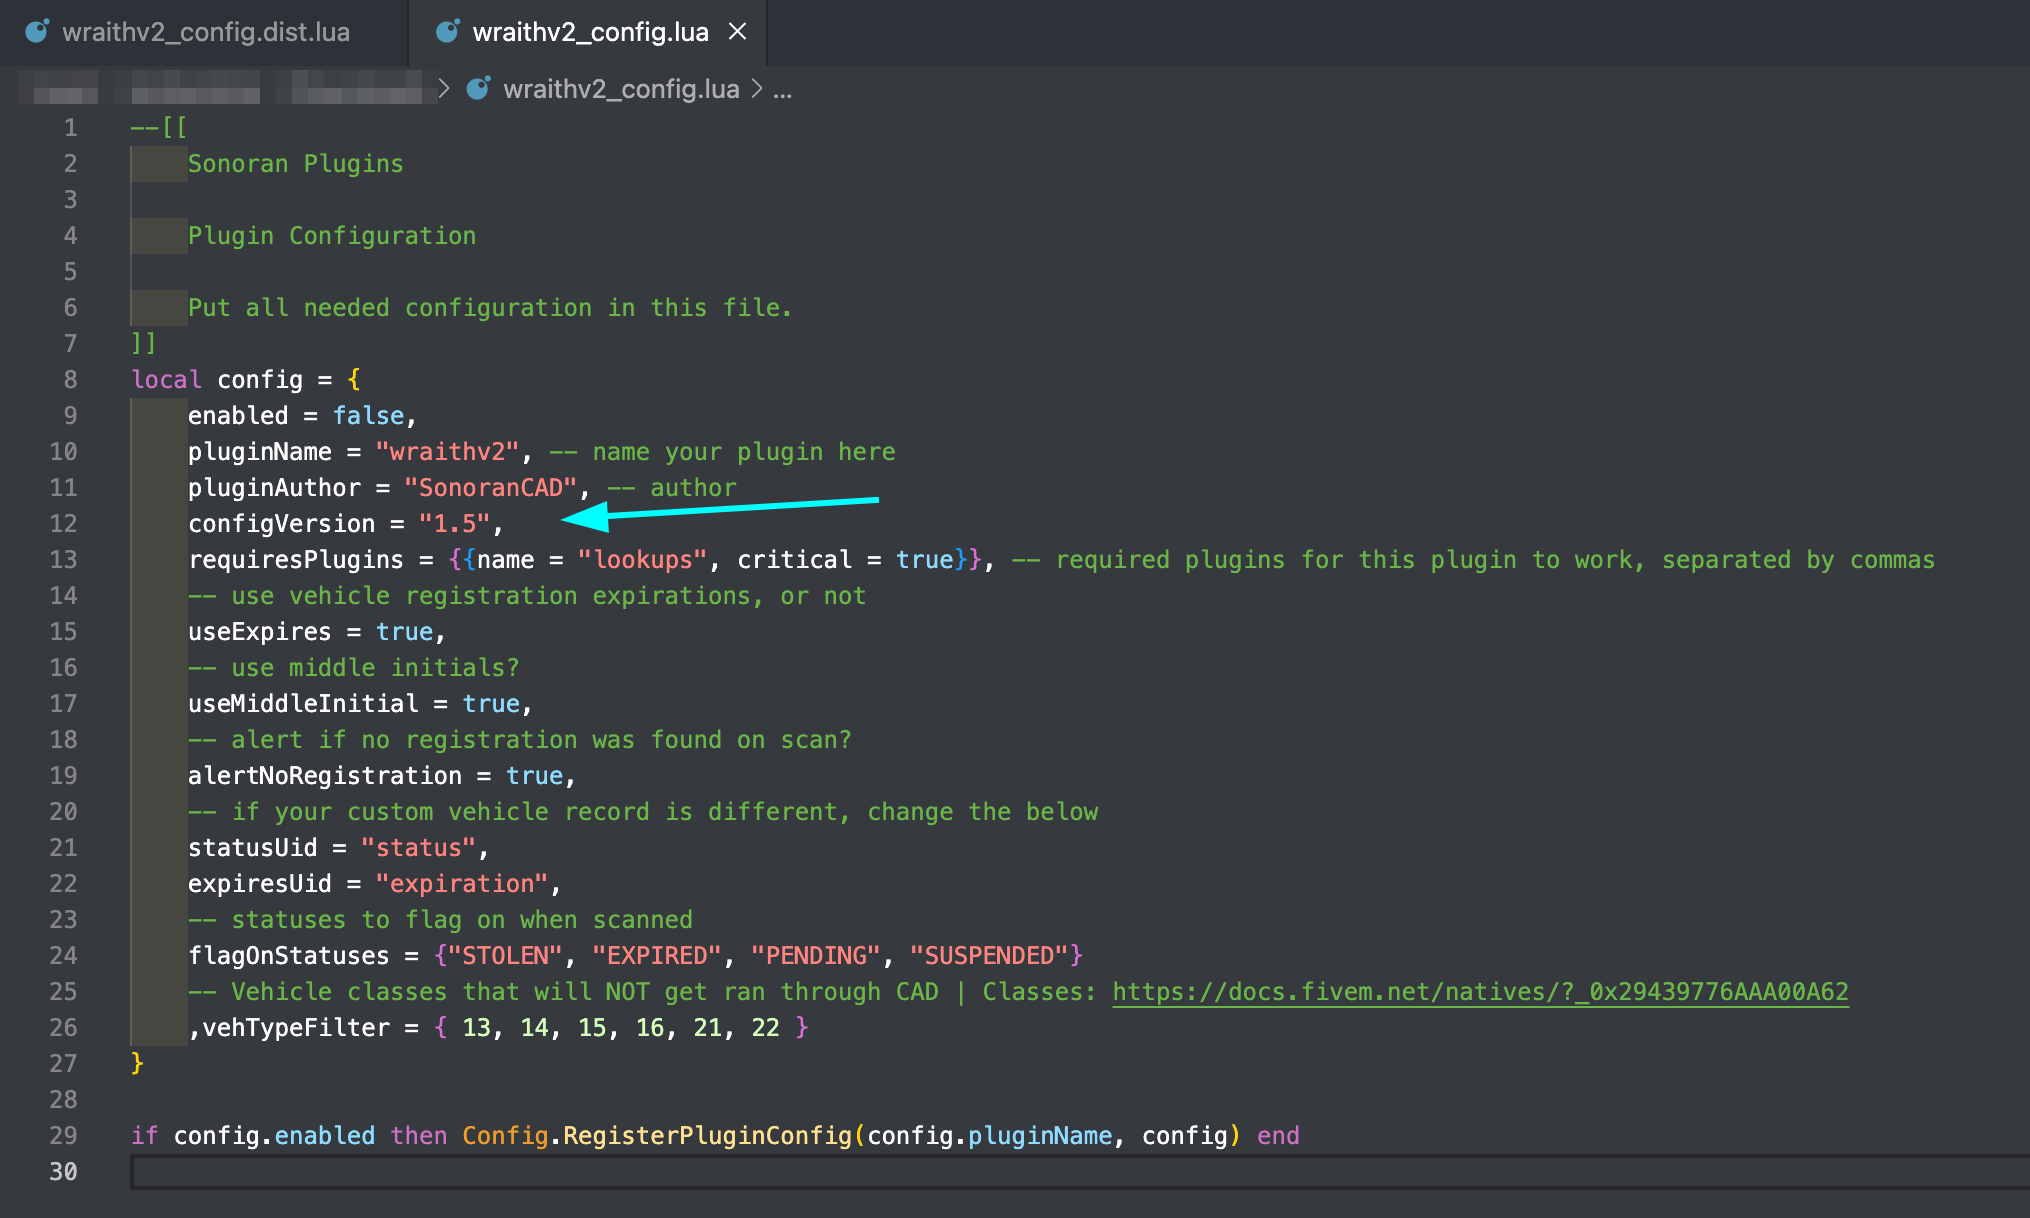 wraithv2_config.dist.lua
wraithv2_config.lua
wraithv2_config.lua > ...
1 --[[
2 Sonoran Plugins
3
4 Plugin Configuration
5
6 Put all needed configuration in this file.
7 ]]
8 local config = {
9 enabled = false,
10 pluginName = "wraithv2", -- name your plugin here
11 pluginAuthor = "SonoranCAD", -- author
12 configVersion = "1.5",
13 requiresPlugins = {{name = "lookups", critical = true}}, -- required plugins for this plugin to work, separated by commas
14 -- use vehicle registration expirations, or not
15 useExpires = true,
16 -- use middle initials?
17 useMiddleInitial = true,
18 -- alert if no registration was found on scan?
19 alertNoRegistration = true,
20 -- if your custom vehicle record is different, change the below
21 statusUid = "status",
22 expiresUid = "expiration",
23 -- statuses to flag on when scanned
24 flagOnStatuses = {"STOLEN", "EXPIRED", "PENDING", "SUSPENDED"}
25 -- Vehicle classes that will NOT get ran through CAD | Classes: https://docs.fivem.net/natives/?_0x29439776AAA00A62
26 ,vehTypeFilter = { 13, 14, 15, 16, 21, 22 }
27 }
28
29 if config.enabled then Config.RegisterPluginConfig(config.pluginName, config) end
30